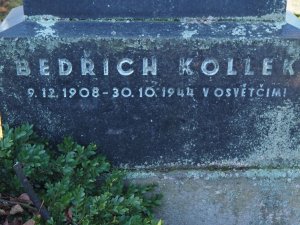 BEDŘICH KOLLEK
9.12.1908 - 30.10.1944 V OSVĚTČIMI